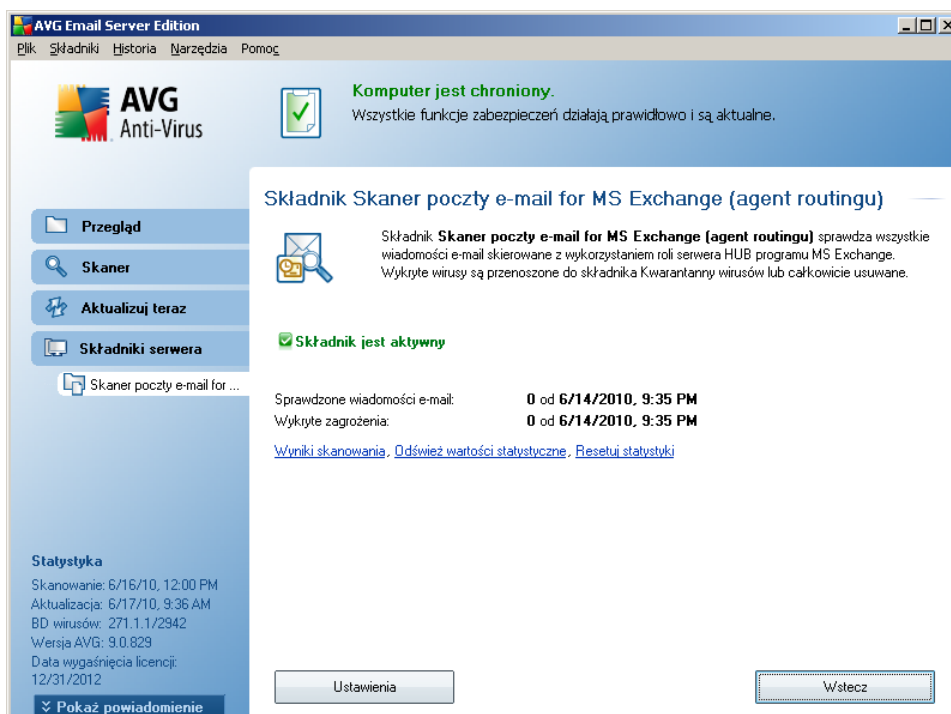 AVG Email Server Edition
Plik Składniki Historia Narzędzia Pomoc
AVG
Anti-Virus
Komputer jest chroniony.
Wszystkie funkcje zabezpieczeń działają prawidłowo i są aktualne.
Przegląd
Skaner
Aktualizuj teraz
Składniki serwera
Skaner poczty e-mail for ...
Składnik Skaner poczty e-mail for MS Exchange (agent routingu)
Składnik Skaner poczty e-mail for MS Exchange (agent routingu) sprawdza wszystkie
wiadomości e-mail skierowane z wykorzystaniem roli serwera HUB programu MS Exchange.
Wykryte wirusy są przenoszone do składnika Kwarantanny wirusów lub całkowicie usuwane.
Składnik jest aktywny
Sprawdzone wiadomości e-mail: 0 od 6/14/2010, 9:35 PM
Wykryte zagrożenia: 0 od 6/14/2010, 9:35 PM
Wyniki skanowania, Odśwież wartości statystyczne, Resetuj statystyki
Statystyka
Skanowanie: 6/16/10, 12:00 PM
Aktualizacja: 6/17/10, 9:36 AM
BD wirusów: 271.1.1/2942
Wersja AVG: 9.0.829
Data wygaśnięcia licencji:
12/31/2012
Pokaż powiadomienie
Ustawienia
Wstecz